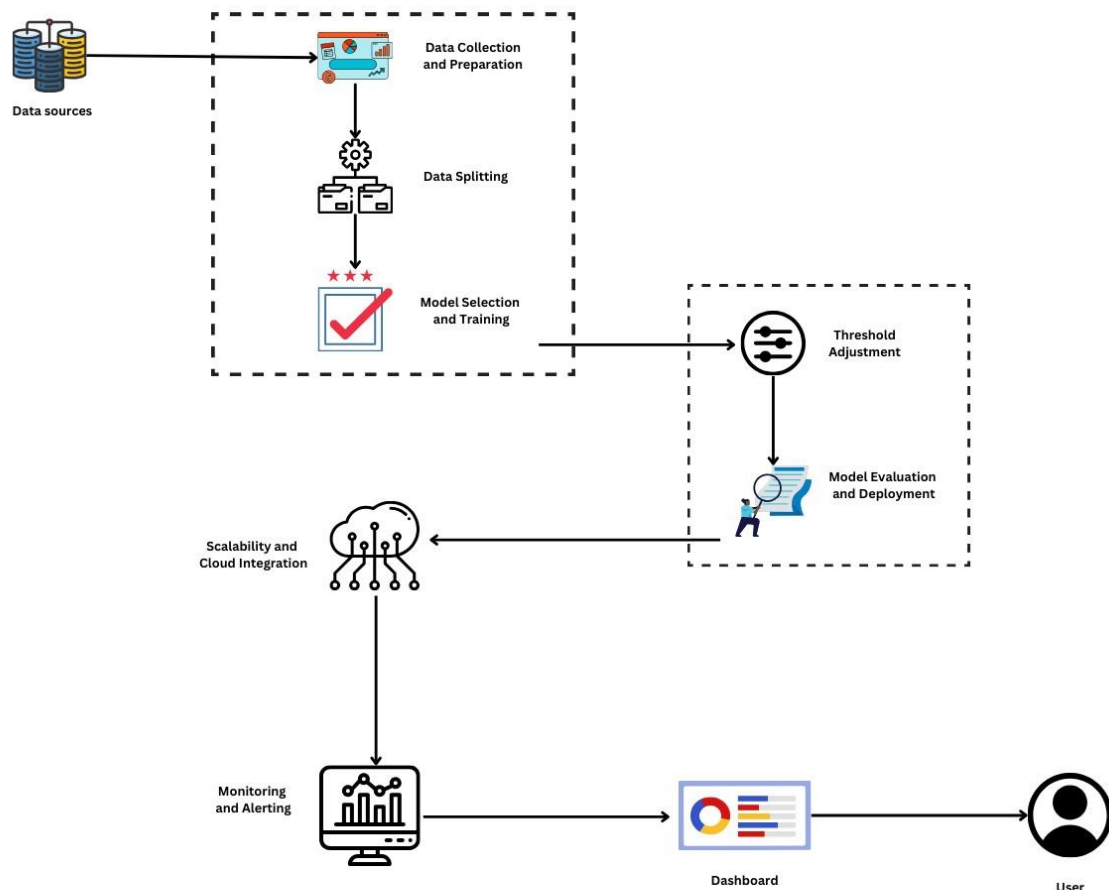 Data sources
Data Collection
and Preparation
Data Splitting
Model Selection
and Training
Threshold
Adjustment
Model Evaluation
and Deployment
Scalability and
Cloud Integration
Monitoring
and Alerting
Dashboard
User